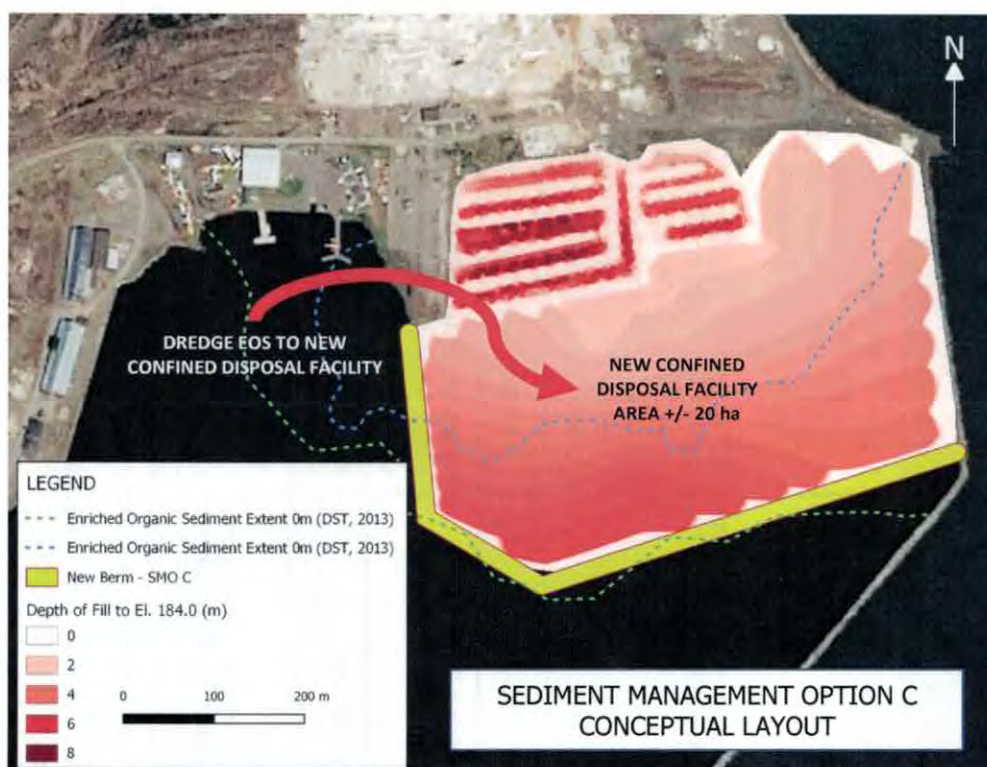 N
DREDGE EOS TO NEW
CONFINED DISPOSAL FACILITY
NEW CONFINED
DISPOSAL FACILITY
AREA +/- 20 ha
LEGEND
Enriched Organic Sediment Extent 0m (DST, 2013)
Enriched Organic Sediment Extent 0m (DST, 2013)
New Berm - SMO C
Depth of Fill to El. 184.0 (m)
0
2
4
6
8
0 100 200 m
SEDIMENT MANAGEMENT OPTION C
CONCEPTUAL LAYOUT